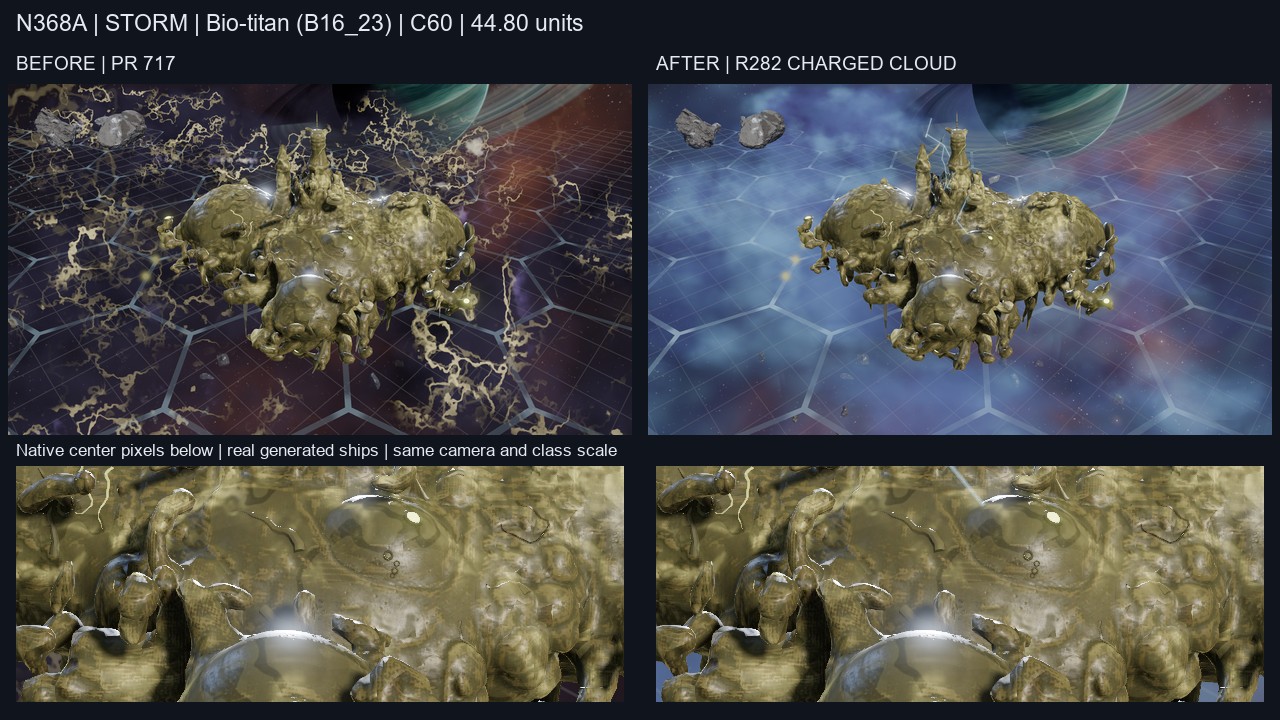 N368A | STORM | Bio-titan (B16_23) | C60 | 44.80 units
BEFORE | PR 717
AFTER | R282 CHARGED CLOUD
Native center pixels below | real generated ships | same camera and class scale